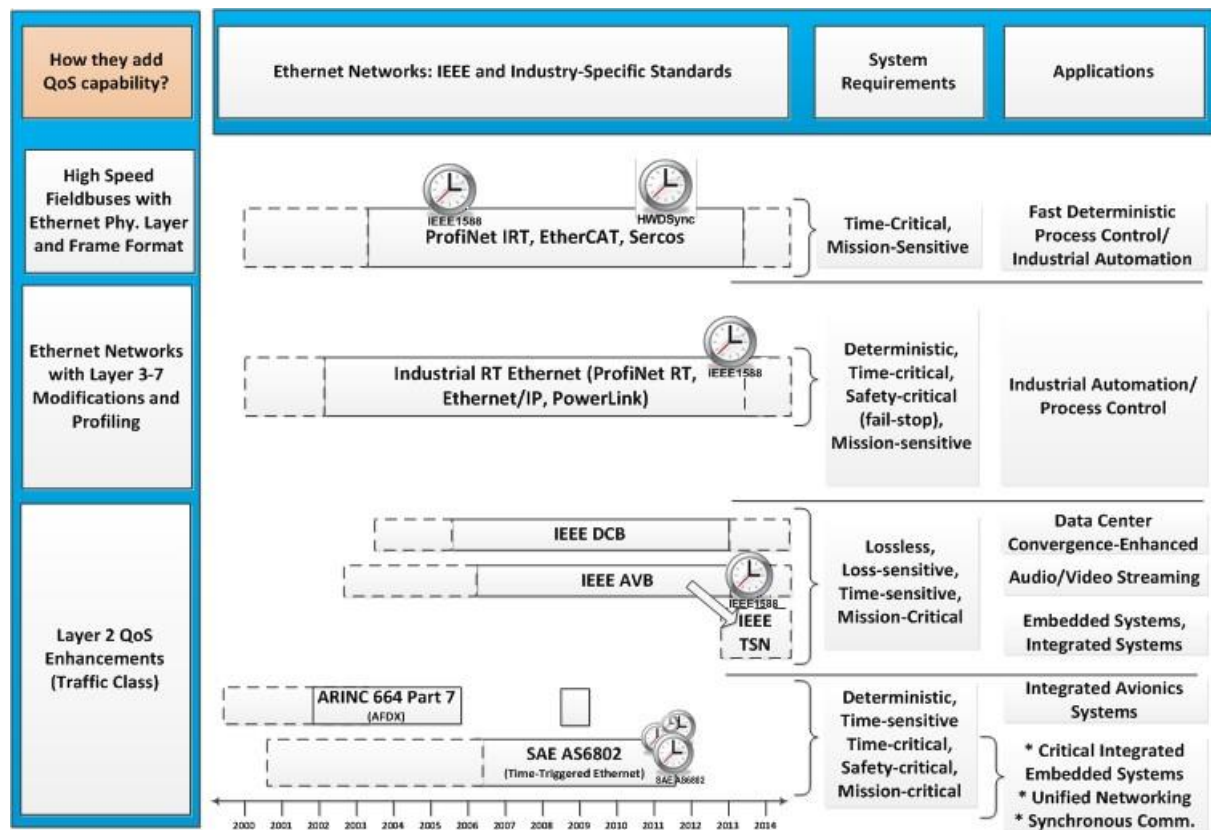 How they add
QoS capability?
Ethernet Networks: IEEE and Industry-Specific Standards
System
Requirements
Applications
High Speed
Fieldbuses with
Ethernet Phy. Layer
and Frame Format
IEEE1588
HWDSync
ProfiNet IRT, EtherCAT, Sercos
Time-Critical,
Mission-Sensitive
Fast Deterministic
Process Control/
Industrial Automation
Ethernet Networks
with Layer 3-7
Modifications and
Profiling
Industrial RT Ethernet (ProfiNet RT,
Ethernet/IP, PowerLink)
IEEE1588
Deterministic,
Time-critical,
Safety-critical
(fail-stop),
Mission-sensitive
Industrial Automation/
Process Control
Layer 2 QoS
Enhancements
(Traffic Class)
IEEE DCB
IEEE AVB
IEEE1588
IEEE
TSN
Lossless,
Loss-sensitive,
Time-sensitive,
Mission-Critical
Data Center
Convergence-Enhanced
Audio/Video Streaming
Embedded Systems,
Integrated Systems
ARINC 664 Part 7
(AFDX)
SAE AS6802
(Time-Triggered Ethernet)
SAE AS6802
Deterministic,
Time-sensitive
Time-critical,
Safety-critical,
Mission-critical
Integrated Avionics
Systems
* Critical Integrated
Embedded Systems
* Unified Networking
* Synchronous Comm.
2000 2001 2002 2003 2004 2005 2006 2007 2008 2009 2010 2011 2012 2013 2014